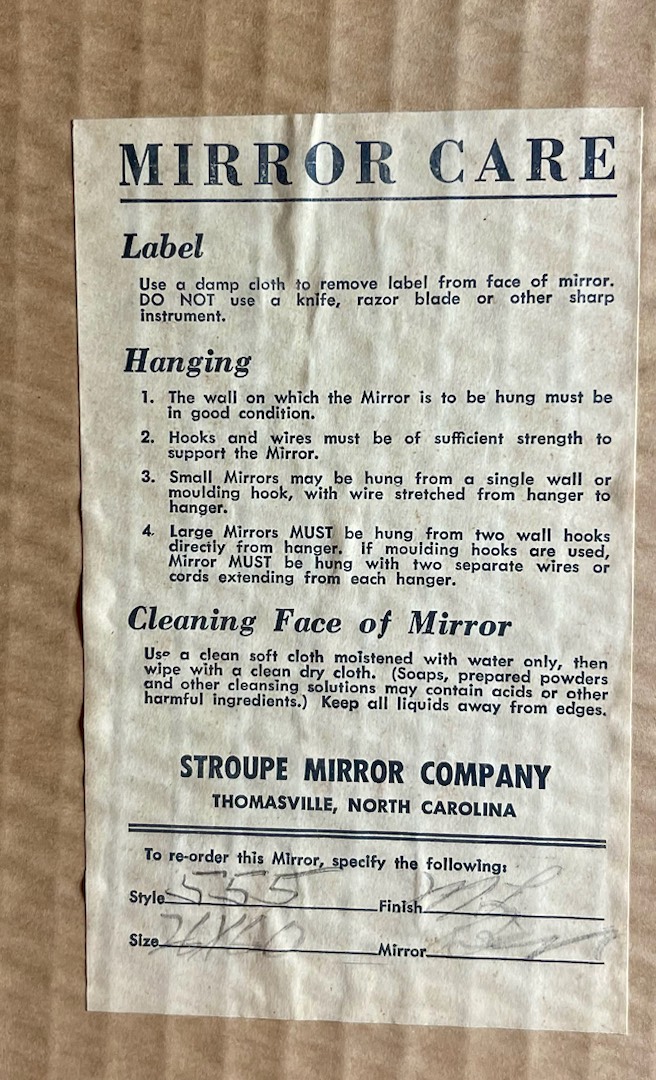 MIRROR CARE
Label
Use a damp cloth to remove label from face of mirror.
DO NOT use a knife, razor blade or other sharp
instrument.
Hanging
1. The wall on which the Mirror is to be hung must be
in good condition.
2. Hooks and wires must be of sufficient strength to
support the Mirror.
3. Small Mirrors may be hung from a single wall or
moulding hook, with wire stretched from hanger to
hanger.
4. Large Mirrors MUST be hung from two wall hooks
directly from hanger. If moulding hooks are used,
Mirror MUST be hung with two separate wires or
cords extending from each hanger.
Cleaning Face of Mirror
Use a clean soft cloth moistened with water only, then
wipe with a clean dry cloth. (Soaps, prepared powders
and other cleansing solutions may contain acids or other
harmful ingredients.) Keep all liquids away from edges.
STROUPE MIRROR COMPANY
THOMASVILLE, NORTH CAROLINA
To re-order this Mirror, specify the following:
Style 555 Finish
Size Mirror